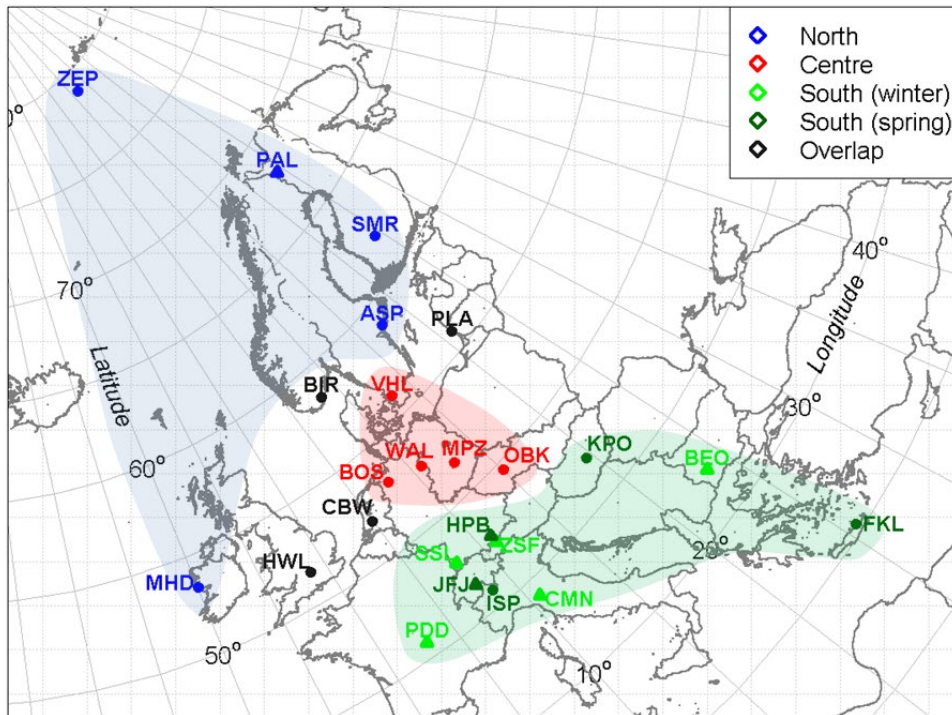 North
Centre
South (winter)
South (spring)
Overlap
ZEP
PAL
SMR
ASP
PLA
70°
Latitude
BIR
VHL
40°
Longitude
30°
60°
WAL
MPZ
OBK
KPO
BEO
BOS
CBW
HPB
ZSF
FKL
20°
SSL
HWL
MHD
JFJ
ISP
CMN
PDD
50°
10°